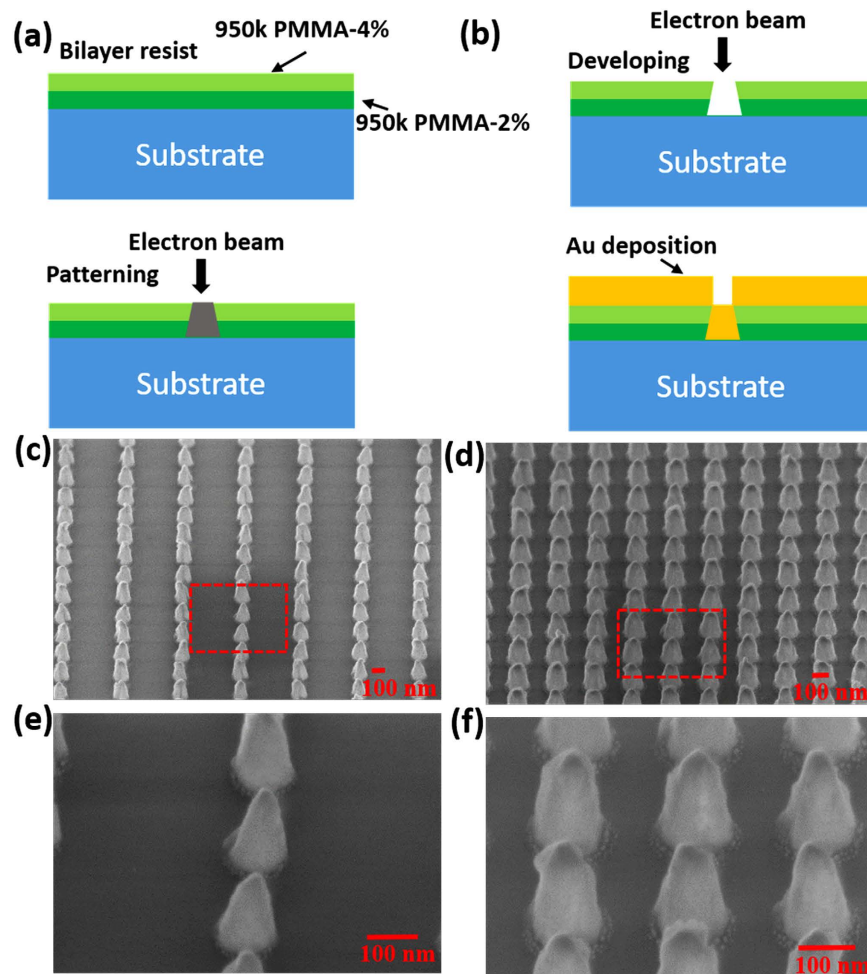 (a)
950k PMMA-4%
Bilayer resist
950k PMMA-2%
Substrate
Electron beam
Patterning
Substrate
(b)
Electron beam
Developing
Substrate
Au deposition
Substrate
(c)
100 nm
(d)
100 nm
(e)
100 nm
(f)
100 nm